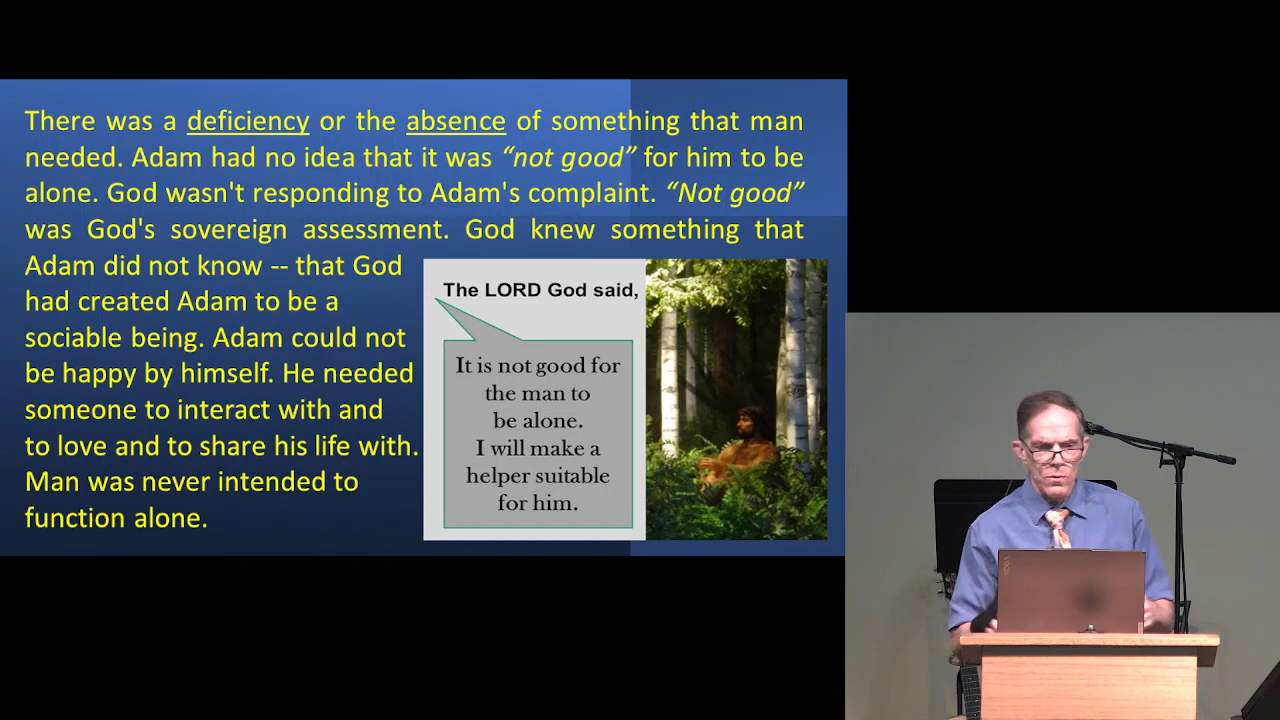 There was a deficiency or the absence of something that man
needed. Adam had no idea that it was “not good” for him to be
alone. God wasn't responding to Adam's complaint. “Not good”
was God's sovereign assessment. God knew something that
Adam did not know -- that God
had created Adam to be a
sociable being. Adam could not
be happy by himself. He needed
someone to interact with and
to love and to share his life with.
Man was never intended to
function alone.
The LORD God said,
It is not good for
the man to
be alone.
I will make a
helper suitable
for him.